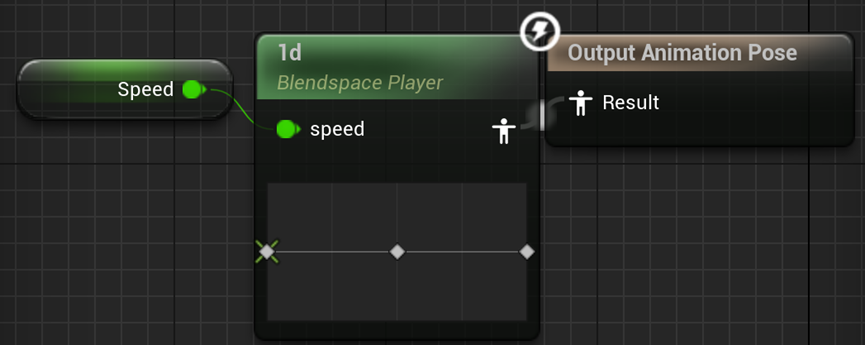 Speed
1d
Blendspace Player
speed
Output Animation Pose
Result